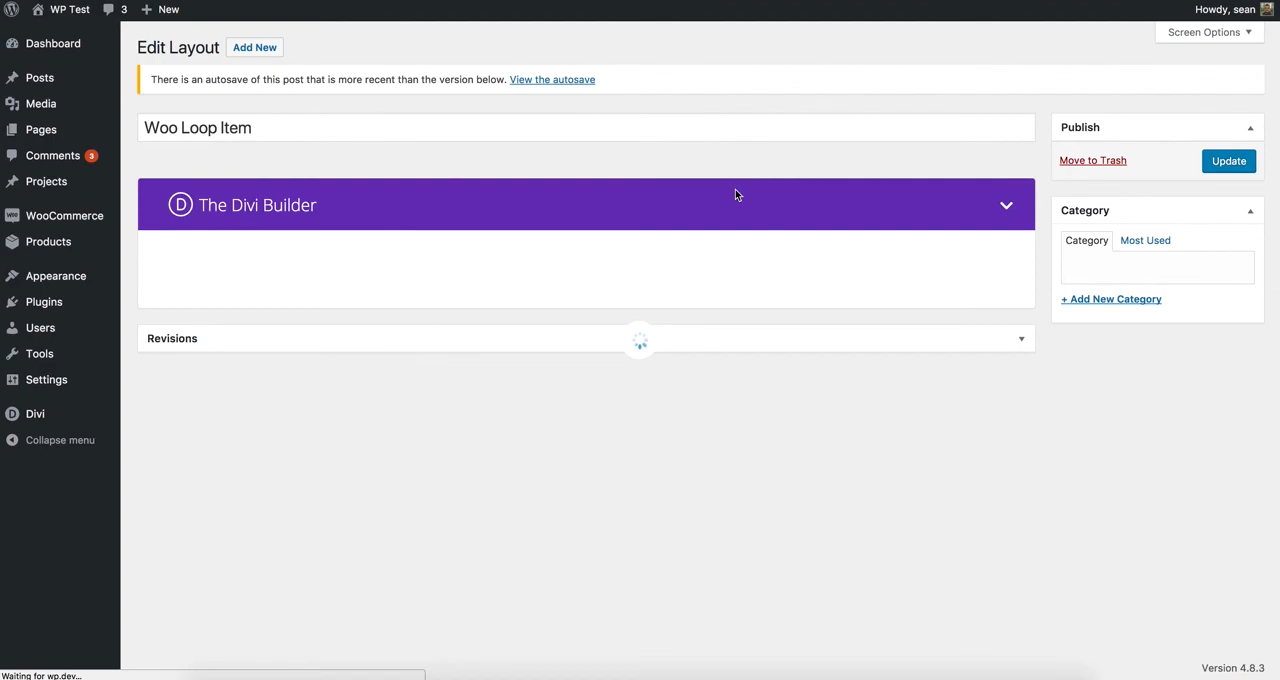 WP Test
3
New
Howdy, sean
Dashboard
Posts
Media
Pages
Comments 3
Projects
WooCommerce
Products
Appearance
Plugins
Users
Tools
Settings
Divi
Collapse menu
Screen Options
Edit Layout Add New
There is an autosave of this post that is more recent than the version below. View the autosave
Woo Loop Item
D The Divi Builder
Revisions
Publish
Move to Trash Update
Category
Category Most Used
+ Add New Category
Version 4.8.3
Waiting for wp.dev...